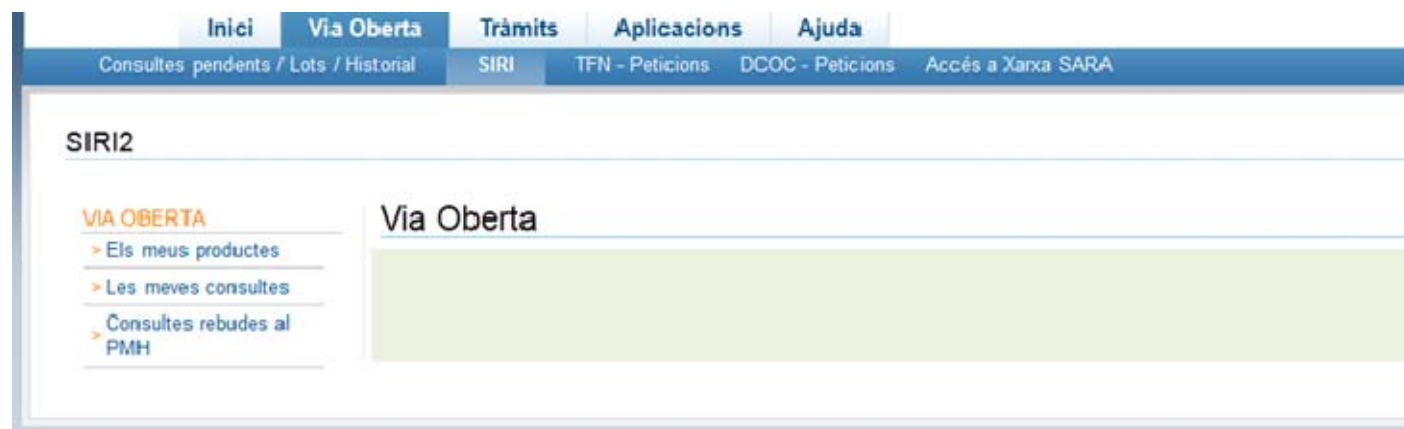 Inici Via Oberta Tràmits Aplicacions Ajuda
Consultes pendents / Lots / Historial SIRI TFN - Peticions DCOC - Peticions Accés a Xarxa SARA
SIRI2
VIA OBERTA
Via Oberta
> Els meus productes
> Les meves consultes
> Consultes rebudes al
PMH